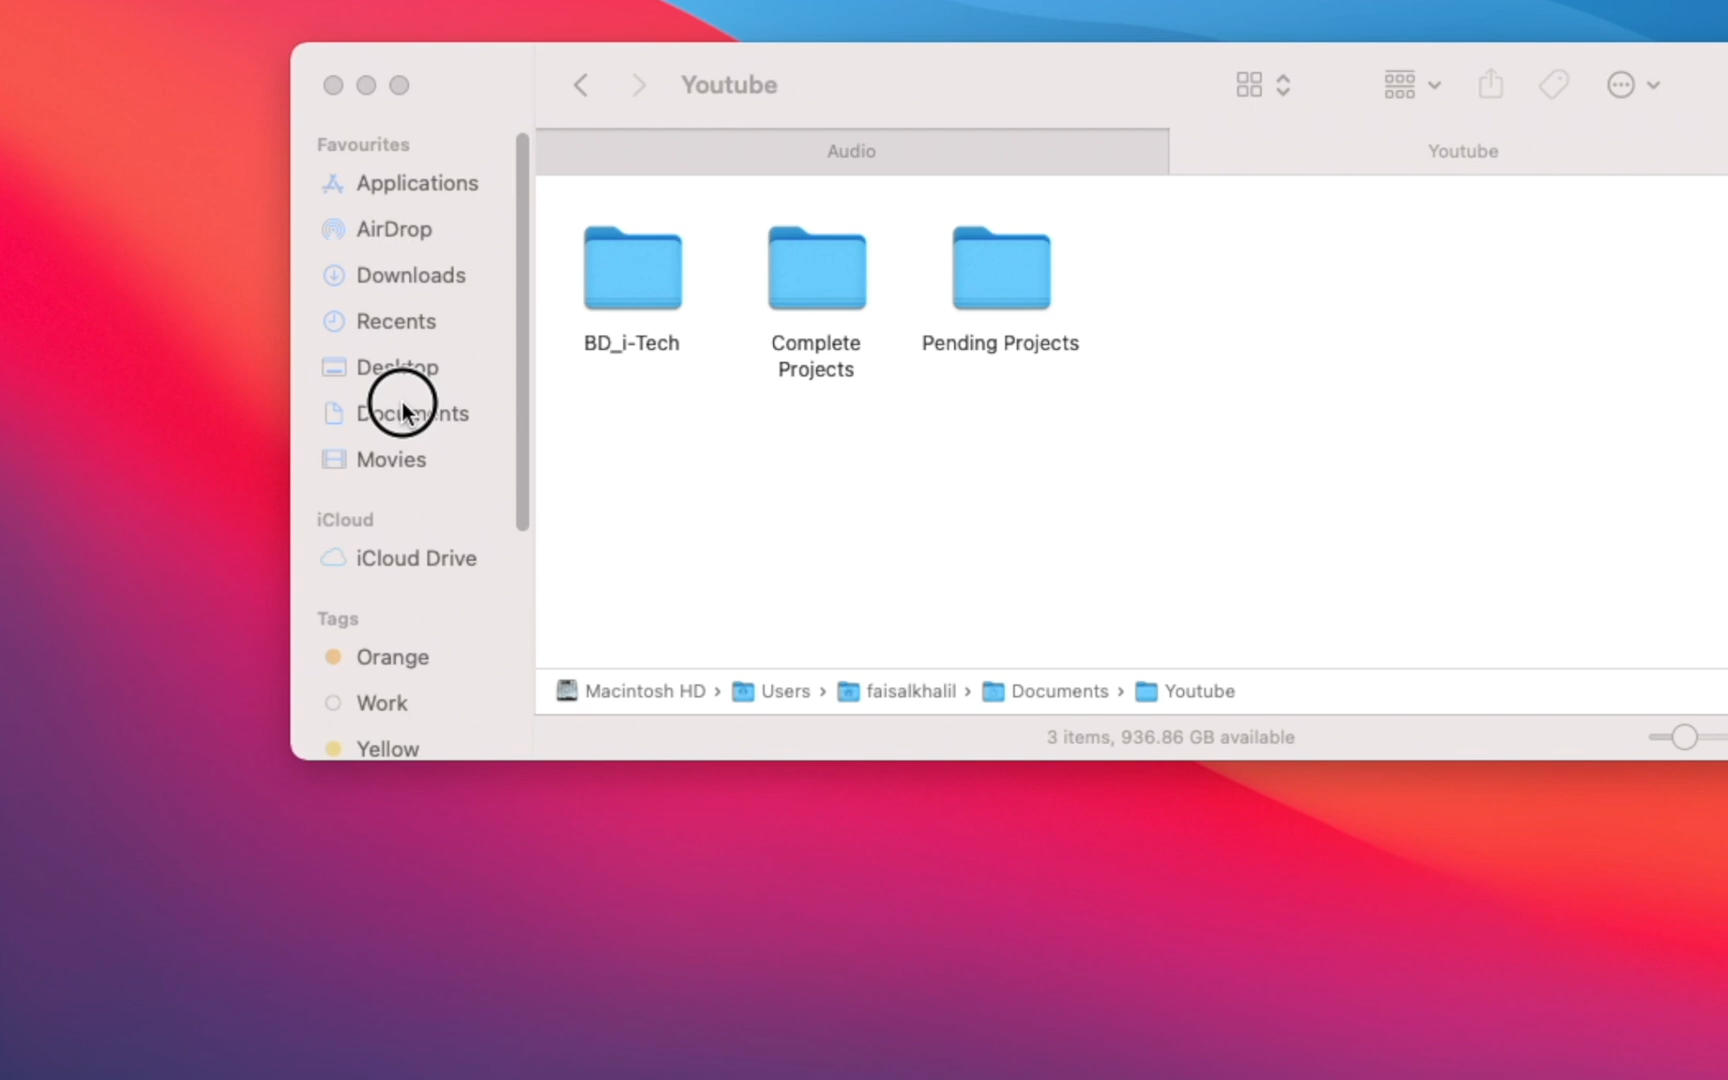 Youtube
Favourites
Applications
AirDrop
Downloads
Recents
Desktop
Documents
Movies
iCloud
iCloud Drive
Tags
Orange
Work
Yellow
Audio
Youtube
BD_i-Tech
Complete
Projects
Pending Projects
Macintosh HD › Users › faisalkhalil › Documents › Youtube
3 items, 936.86 GB available